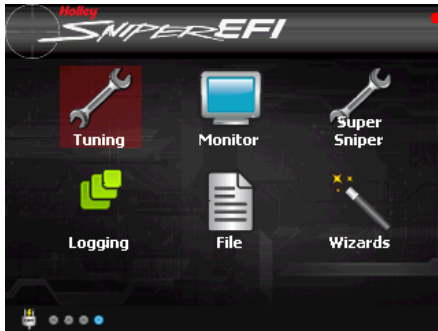 Holley
SNIPER EFI
Tuning
Monitor
Super
Sniper
Logging
File
Wizards